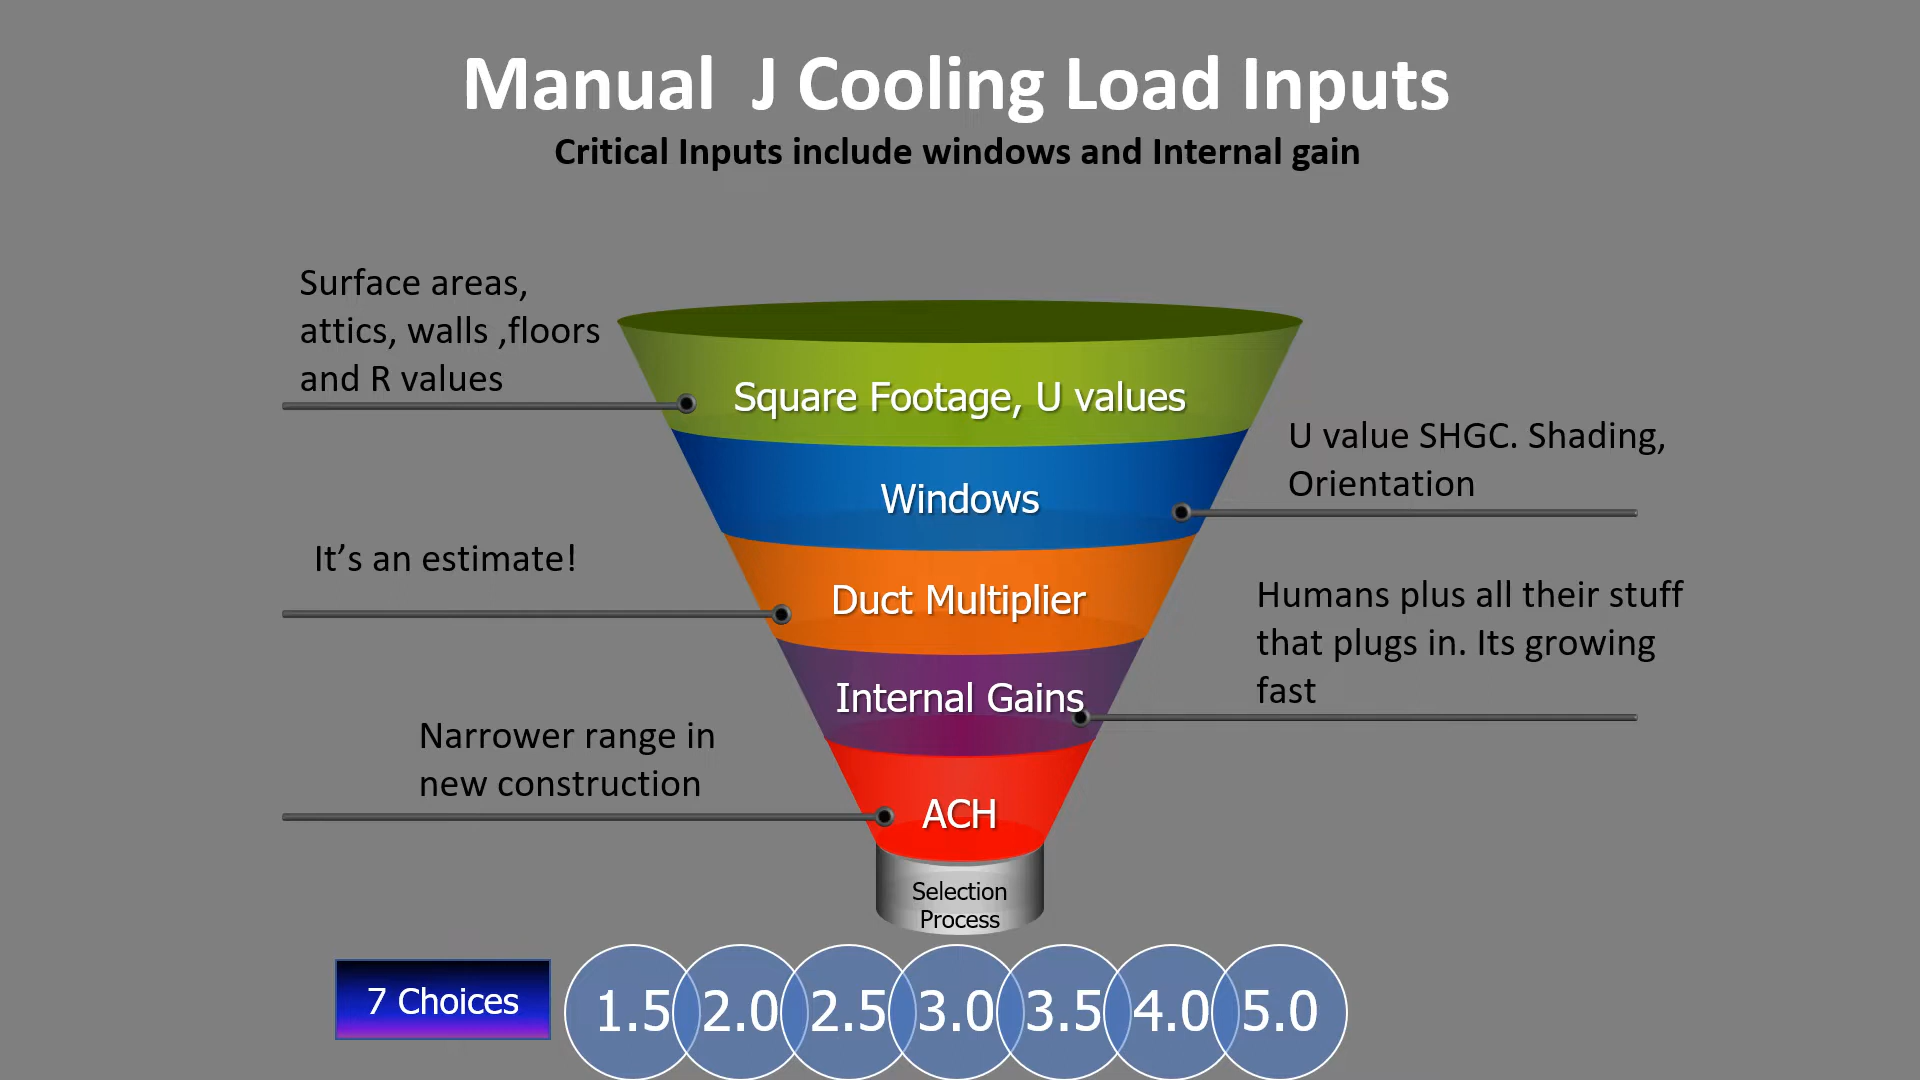 Manual  J Cooling Load Inputs
Critical Inputs include windows and Internal gain
Surface areas,
attics, walls ,floors
and R values
Square Footage, U values
U value SHGC. Shading,
Orientation
Windows
It’s an estimate!
Duct Multiplier
Humans plus all their stuff
that plugs in. Its growing
fast
Internal Gains
Narrower range in
new construction
ACH
Selection
Process
7 Choices
1.5 2.0 2.5 3.0 3.5 4.0 5.0